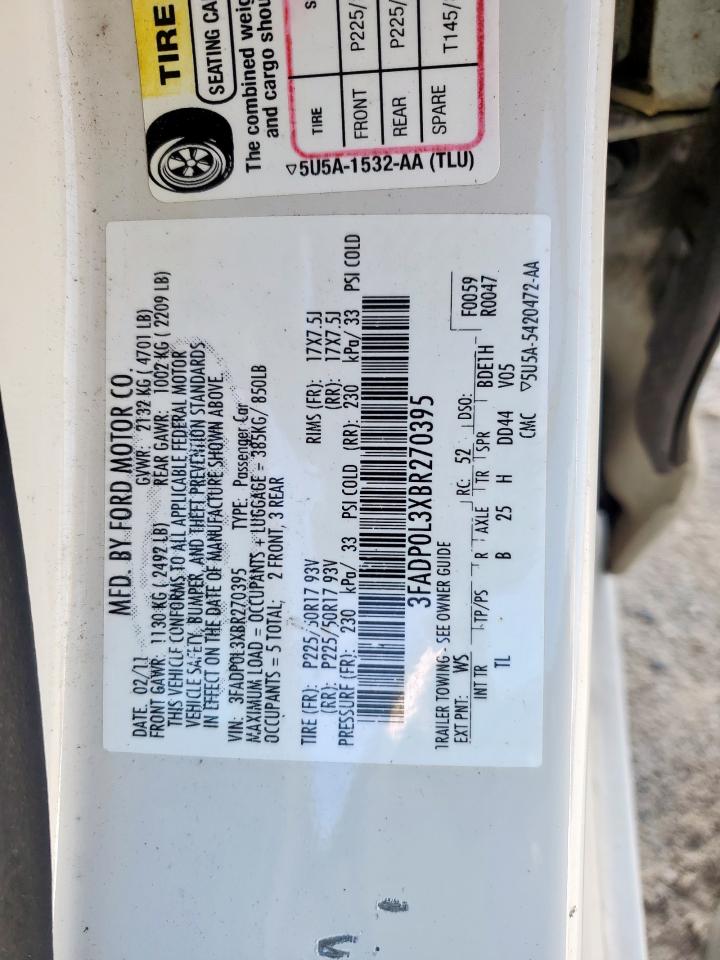 TIRE
SEATING CA
The combined weig
and cargo shou
TIRE S
FRONT P225/
REAR P225/
SPARE T145/
▽5U5A-1532-AA (TLU)
MFD. BY FORD MOTOR CO.
DATE: 02/11 GVWR: 2132 KG ( 4701 LB)
FRONT GAWR: 1130 KG ( 2492 LB) REAR GAWR: 1002 KG ( 2209 LB)
THIS VEHICLE CONFORMS TO ALL APPLICABLE FEDERAL MOTOR
VEHICLE SAFETY, BUMPER, AND THEFT PREVENTION STANDARDS
IN EFFECT ON THE DATE OF MANUFACTURE SHOWN ABOVE
VIN: 3FADP0L3XBR270395 TYPE: Passenger Car
MAXIMUM LOAD = OCCUPANTS + LUGGAGE = 385KG/ 850LB
OCCUPANTS = 5 TOTAL: 2 FRONT, 3 REAR
TIRE (FR): P225/50R17 93V RIMS (FR): 17X7.5J
(RR): P225/50R17 93V (RR): 17X7.5J
PRESSURE (FR): 230 kPa/ 33 PSI COLD (RR): 230 kPa/ 33 PSI COLD
3FADP0L3XBR270395
TRAILER TOWING - SEE OWNER GUIDE
EXT PNT: WS RC: 52 DSO: F0059
R0047
INT TR TP/PS R AXLE TR SPR BDE1H
TL B 25 H DD44 V05
CMC ▽5U5A-5420472-AA